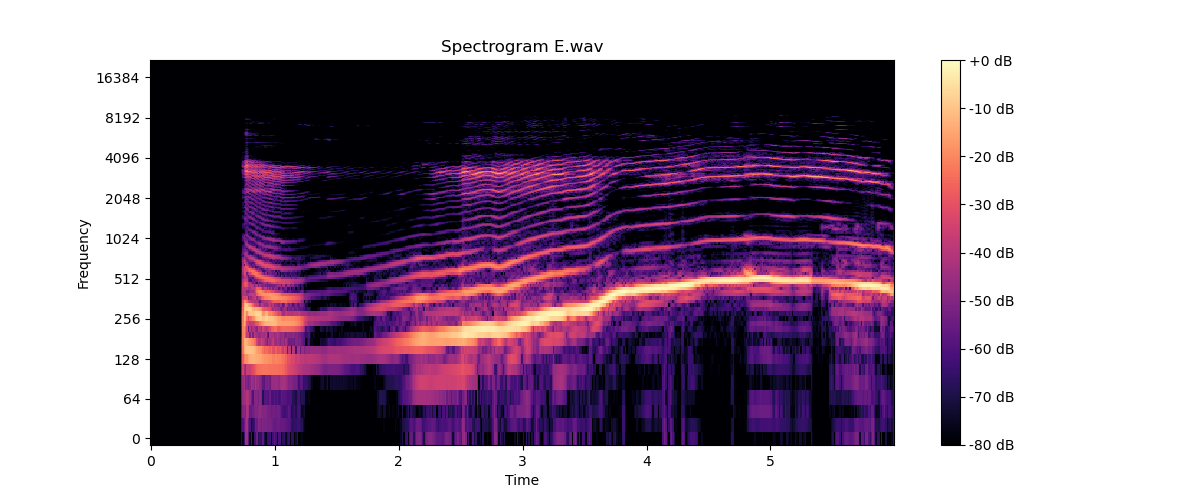 Spectrogram E.wav
Frequency
16384
8192
4096
2048
1024
512
256
128
64
0
0 1 2 3 4 5
Time
+0 dB
-10 dB
-20 dB
-30 dB
-40 dB
-50 dB
-60 dB
-70 dB
-80 dB